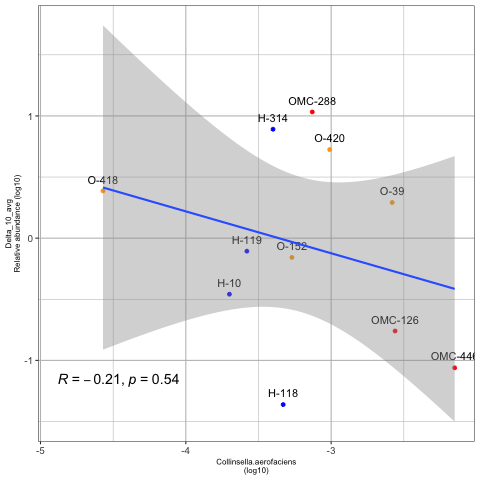 OMC-288
H-314
O-420
O-418
O-39
H-119
O-152
H-10
OMC-126
OMC-446
H-118
R = −0.21, p = 0.54
1
0
-1
-5
-4
-3
Delta_10_avg
Relative abundance (log10)
Collinsella.aerofaciens
(log10)